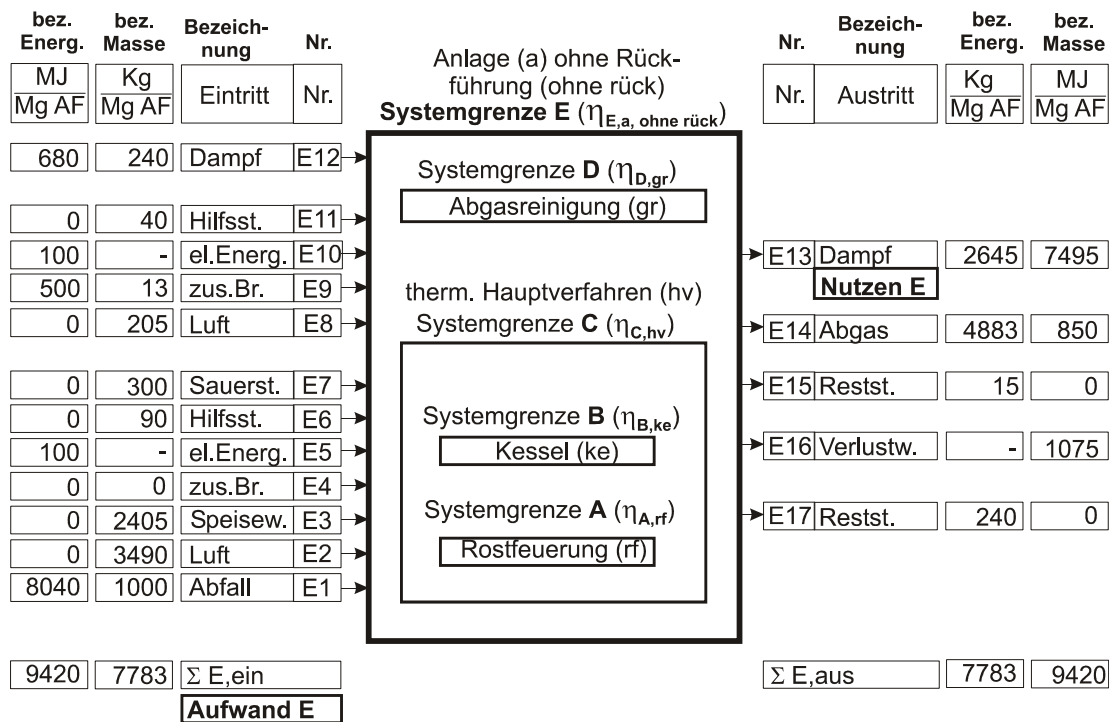 bez. Energ. bez. Masse Bezeich-nung Nr.
MJ/Mg AF Kg/Mg AF Eintritt Nr.
680 240 Dampf E12
0 40 Hilfsst. E11
100 - el.Energ. E10
500 13 zus.Br. E9
0 205 Luft E8
0 300 Sauerst. E7
0 90 Hilfsst. E6
100 - el.Energ. E5
0 0 zus.Br. E4
0 2405 Speisew. E3
0 3490 Luft E2
8040 1000 Abfall E1
9420 7783 Σ E,ein
Aufwand E
Anlage (a) ohne Rück-
führung (ohne rück)
Systemgrenze E (ηE,a, ohne rück)
Systemgrenze D (ηD,gr)
Abgasreinigung (gr)
therm. Hauptverfahren (hv)
Systemgrenze C (ηC,hv)
Systemgrenze B (ηB,ke)
Kessel (ke)
Systemgrenze A (ηA,rf)
Rostfeuerung (rf)
Nr. Bezeich-nung bez. Energ. bez. Masse
Nr. Austritt Kg/Mg AF MJ/Mg AF
E13 Dampf 2645 7495
Nutzen E
E14 Abgas 4883 850
E15 Restst. 15 0
E16 Verlustw. - 1075
E17 Restst. 240 0
Σ E,aus 7783 9420